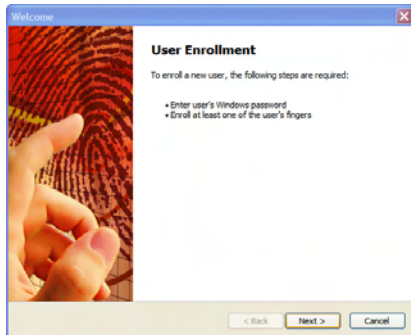 Welcome
User Enrollment
To enroll a new user, the following steps are required:
• Enter user's Windows password
• Enroll at least one of the user's fingers
< Back
Next >
Cancel